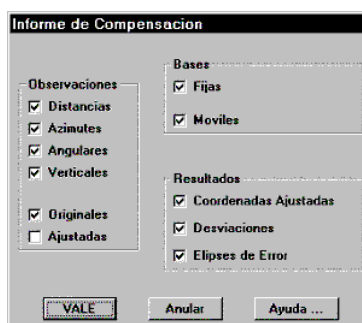 Informe de Compensacion
Observaciones
Distancias
Azimutes
Angulares
Verticales
Originales
Ajustadas
Bases
Fijas
Moviles
Resultados
Coordenadas Ajustadas
Desviaciones
Elipses de Error
VALE
Anular
Ayuda ...